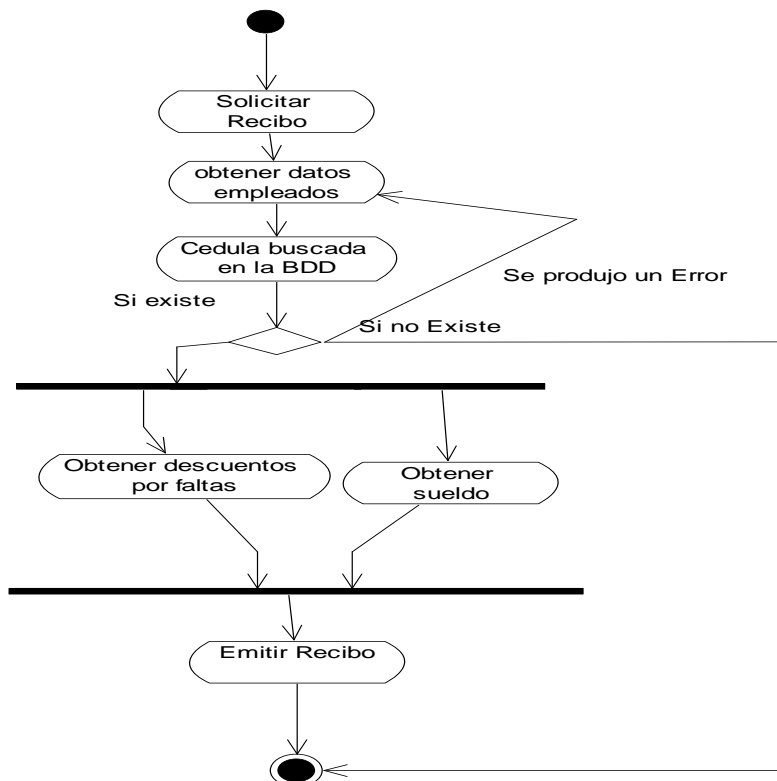 Solicitar
Recibo
obtener datos
empleados
Cedula buscada
en la BDD
Se produjo un Error
Si existe
Si no Existe
Obtener descuentos
por faltas
Obtener
sueldo
Emitir Recibo